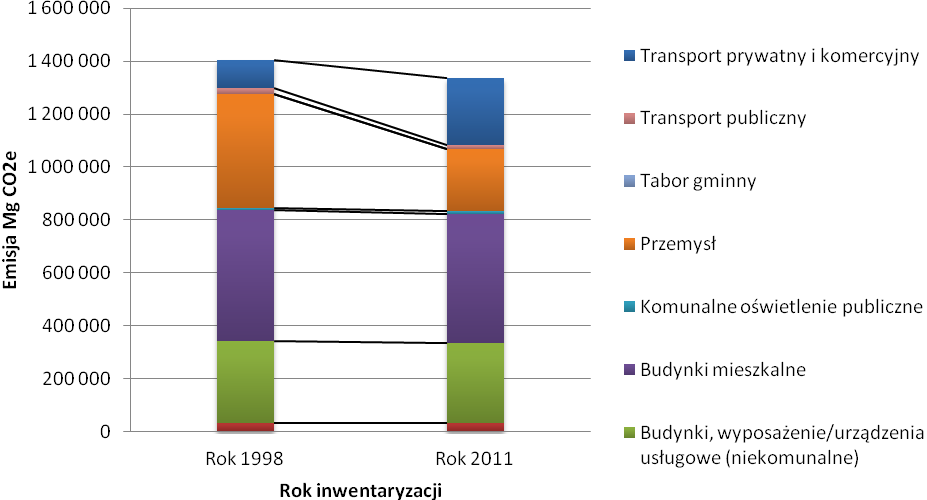 1 600 000
1 400 000
1 200 000
1 000 000
800 000
600 000
400 000
200 000
0
Emisja Mg CO2e
Rok 1998
Rok 2011
Rok inwentaryzacji
Transport prywatny i komercyjny
Transport publiczny
Tabor gminny
Przemysł
Komunalne oświetlenie publiczne
Budynki mieszkalne
Budynki, wyposażenie/urządzenia
usługowe (niekomunalne)